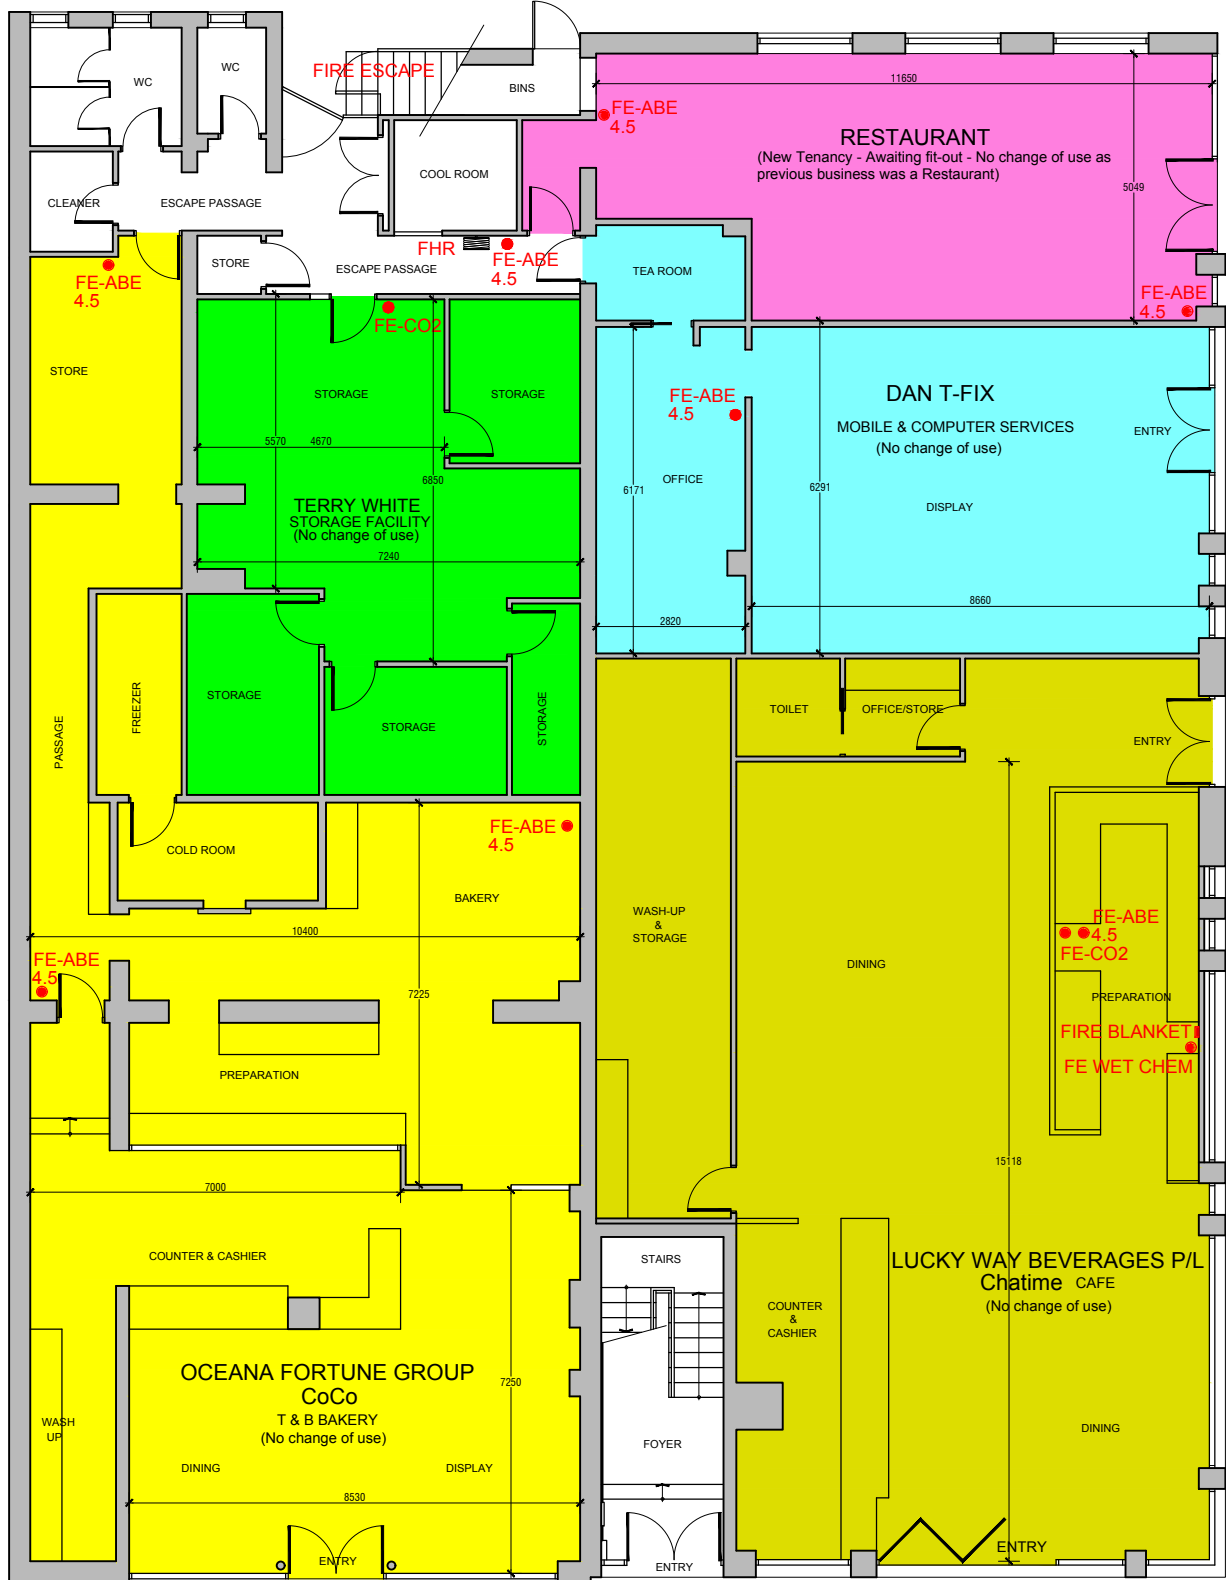 FIRE ESCAPE
WC
WC
BINS
11650
FE-ABE
4.5
RESTAURANT
(New Tenancy - Awaiting fit-out - No change of use as
previous business was a Restaurant)
5049
COOL ROOM
CLEANER
ESCAPE PASSAGE
FHR
FE-ABE
4.5
STORE
ESCAPE PASSAGE
TEA ROOM
FE-ABE
4.5
FE-ABE
4.5
FE-CO2
STORE
STORAGE
STORAGE
FE-ABE
4.5
DAN T-FIX
MOBILE & COMPUTER SERVICES
(No change of use)
ENTRY
5570
4670
6850
OFFICE
6171
6291
DISPLAY
TERRY WHITE
STORAGE FACILITY
(No change of use)
7240
8660
2820
FREEZER
STORAGE
STORAGE
STORAGE
PASSAGE
TOILET
OFFICE/STORE
ENTRY
COLD ROOM
FE-ABE
4.5
BAKERY
WASH-UP
&
STORAGE
FE-ABE
4.5
FE-CO2
10400
DINING
FE-ABE
4.5
7225
PREPARATION
FIRE BLANKET
FE WET CHEM
PREPARATION
15118
7000
COUNTER & CASHIER
STAIRS
LUCKY WAY BEVERAGES P/L
Chatime CAFE
(No change of use)
COUNTER
&
CASHIER
OCEANA FORTUNE GROUP
CoCo
T & B BAKERY
(No change of use)
7250
WASH
UP
FOYER
DINING
DINING
DISPLAY
8530
ENTRY
ENTRY
ENTRY